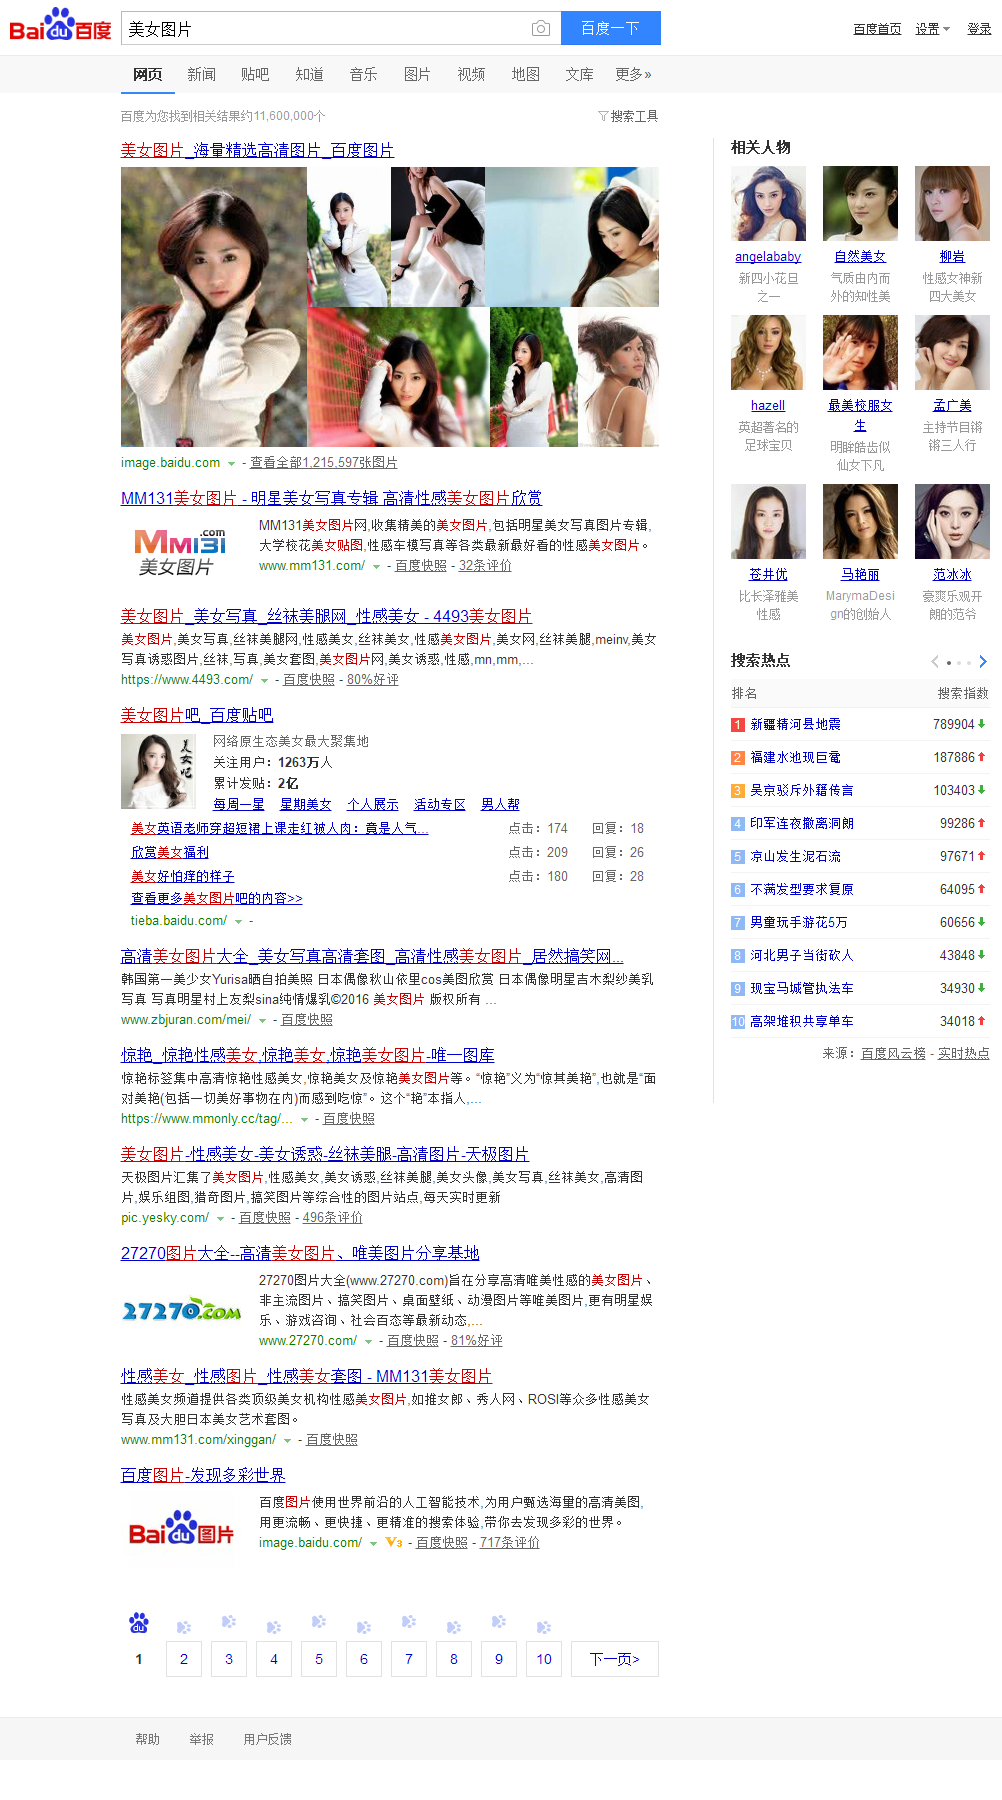 Bai du 百度
美女图片
百度一下
百度首页 设置 登录
网页 新闻 贴吧 知道 音乐 图片 视频 地图 文库 更多»
百度为您找到相关结果约11,600,000个
搜索工具
美女图片_海量精选高清图片_百度图片
image.baidu.com - 查看全部1,215,597张图片
MM131美女图片 - 明星美女写真专辑 高清性感美女图片欣赏
MM131.com
美女图片
MM131美女图片网,收集精美的美女图片,包括明星美女写真图片专辑,
大学校花美女贴图,性感车模写真等各类最新最好看的性感美女图片。
www.mm131.com/ - 百度快照 - 32条评价
美女图片_美女写真_丝袜美腿网_性感美女 - 4493美女图片
美女图片,美女写真,丝袜美腿网,性感美女,丝袜美女,性感美女图片,美女网,丝袜美腿,meinv,美女
写真诱惑图片,丝袜,写真,美女套图,美女图片网,美女诱惑,性感,mn,mm,...
https://www.4493.com/ - 百度快照 - 80%好评
美女图片吧_百度贴吧
美女吧
网络原生态美女最大聚集地
关注用户：1263万人
累计发贴：2亿
每周一星 星期美女 个人展示 活动专区 男人帮
美女英语老师穿超短裙上课走红被人肉：竟是人气... 点击：174 回复：18
欣赏美女福利 点击：209 回复：26
美女好怕痒的样子 点击：180 回复：28
查看更多美女图片吧的内容>>
tieba.baidu.com/ -
高清美女图片大全_美女写真高清套图_高清性感美女图片_居然搞笑网...
韩国第一美少女Yurisa晒自拍美照 日本偶像秋山依里cos美图欣赏 日本偶像明星吉木梨纱美乳
写真 写真明星村上友梨sina纯情爆乳©2016 美女图片 版权所有 ...
www.zbjuran.com/mei/ - 百度快照
惊艳_惊艳性感美女,惊艳美女,惊艳美女图片-唯一图库
惊艳标签集中高清惊艳性感美女,惊艳美女及惊艳美女图片等。“惊艳”义为“惊其美艳”,也就是“面
对美艳(包括一切美好事物在内)而感到吃惊”。这个“艳”本指人,...
https://www.mmonly.cc/tag/... - 百度快照
美女图片-性感美女-美女诱惑-丝袜美腿-高清图片-天极图片
天极图片汇集了美女图片,性感美女,美女诱惑,丝袜美腿,美女头像,美女写真,丝袜美女,高清图
片,娱乐组图,猎奇图片,搞笑图片等综合性的图片站点,每天实时更新
pic.yesky.com/ - 百度快照 - 496条评价
27270图片大全--高清美女图片、唯美图片分享基地
27270.com
27270图片大全(www.27270.com)旨在分享高清唯美性感的美女图片、
非主流图片、搞笑图片、桌面壁纸、动漫图片等唯美图片,更有明星娱
乐、游戏咨询、社会百态等最新动态,...
www.27270.com/ - 百度快照 - 81%好评
性感美女_性感图片_性感美女套图 - MM131美女图片
性感美女频道提供各类顶级美女机构性感美女图片,如推女郎、秀人网、ROSI等众多性感美女
写真及大胆日本美女艺术套图。
www.mm131.com/xinggan/ - 百度快照
百度图片-发现多彩世界
Bai du 图片
百度图片使用世界前沿的人工智能技术,为用户甄选海量的高清美图,
用更流畅、更快捷、更精准的搜索体验,带你去发现多彩的世界。
image.baidu.com/ V3 - 百度快照 - 717条评价
相关人物
angelababy 自然美女 柳岩
新四小花旦 气质由内而 性感女神新
之一 外的知性美 四大美女
hazell 最美校服女 孟广美
生
英超著名的 主持节目锵
足球宝贝 锵三人行
明眸皓齿似
仙女下凡
苍井优 马艳丽 范冰冰
比长泽雅美 MarymaDesi 豪爽乐观开
性感 gn的创始人 朗的范爷
搜索热点
排名 搜索指数
1 新疆精河县地震 789904
2 福建水池现巨鼋 187886
3 吴京驳斥外籍传言 103403
4 印军连夜撤离洞朗 99286
5 凉山发生泥石流 97671
6 不满发型要求复原 64095
7 男童玩手游花5万 60656
8 河北男子当街砍人 43848
9 现宝马城管执法车 34930
10 高架堆积共享单车 34018
来源：百度风云榜 - 实时热点
du
1 2 3 4 5 6 7 8 9 10 下一页>
帮助 举报 用户反馈